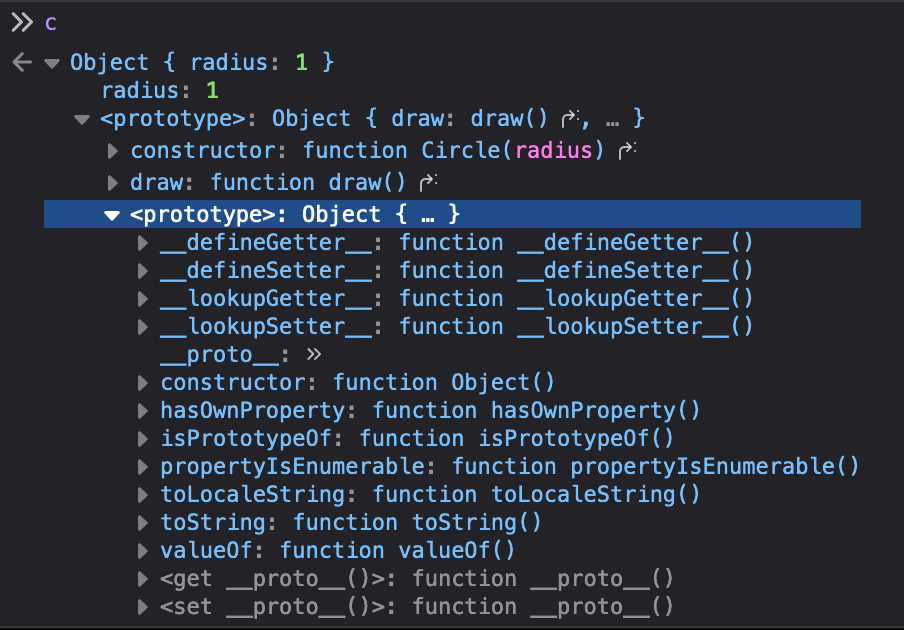 >> c
← ▼ Object { radius: 1 }
radius: 1
▼ <prototype>: Object { draw: draw() , … }
▶ constructor: function Circle(radius)
▶ draw: function draw()
▼ <prototype>: Object { … }
▶ __defineGetter__: function __defineGetter__()
▶ __defineSetter__: function __defineSetter__()
▶ __lookupGetter__: function __lookupGetter__()
▶ __lookupSetter__: function __lookupSetter__()
__proto__: »
▶ constructor: function Object()
▶ hasOwnProperty: function hasOwnProperty()
▶ isPrototypeOf: function isPrototypeOf()
▶ propertyIsEnumerable: function propertyIsEnumerable()
▶ toLocaleString: function toLocaleString()
▶ toString: function toString()
▶ valueOf: function valueOf()
▶ <get __proto__()>: function __proto__()
▶ <set __proto__()>: function __proto__()